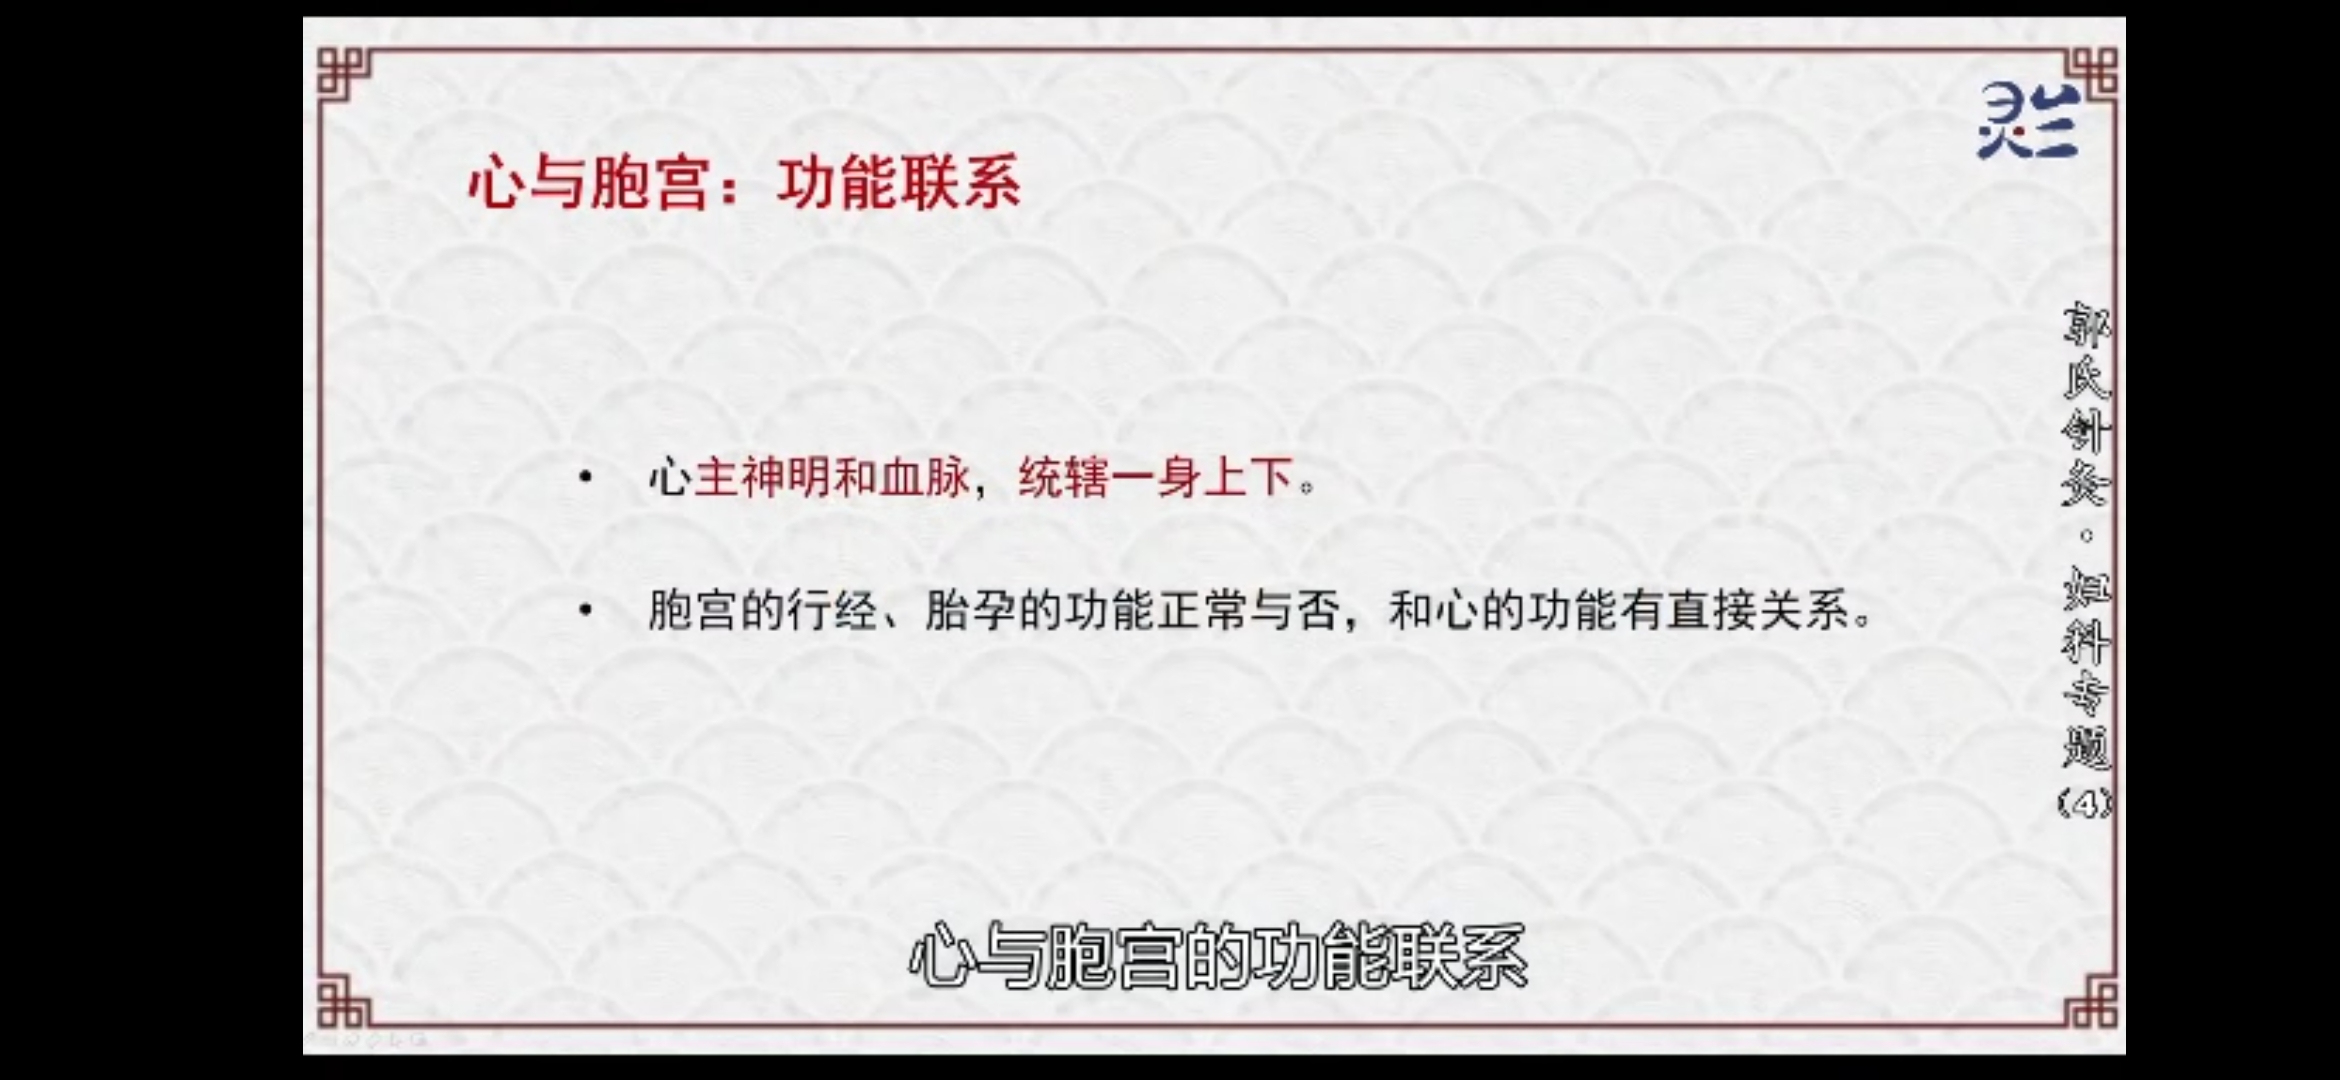 心与胞宫：功能联系
• 心主神明和血脉，统辖一身上下。
• 胞宫的行经、胎孕的功能正常与否，和心的功能有直接关系。
郭氏针灸·妇科专题(4)
心与胞宫的功能联系